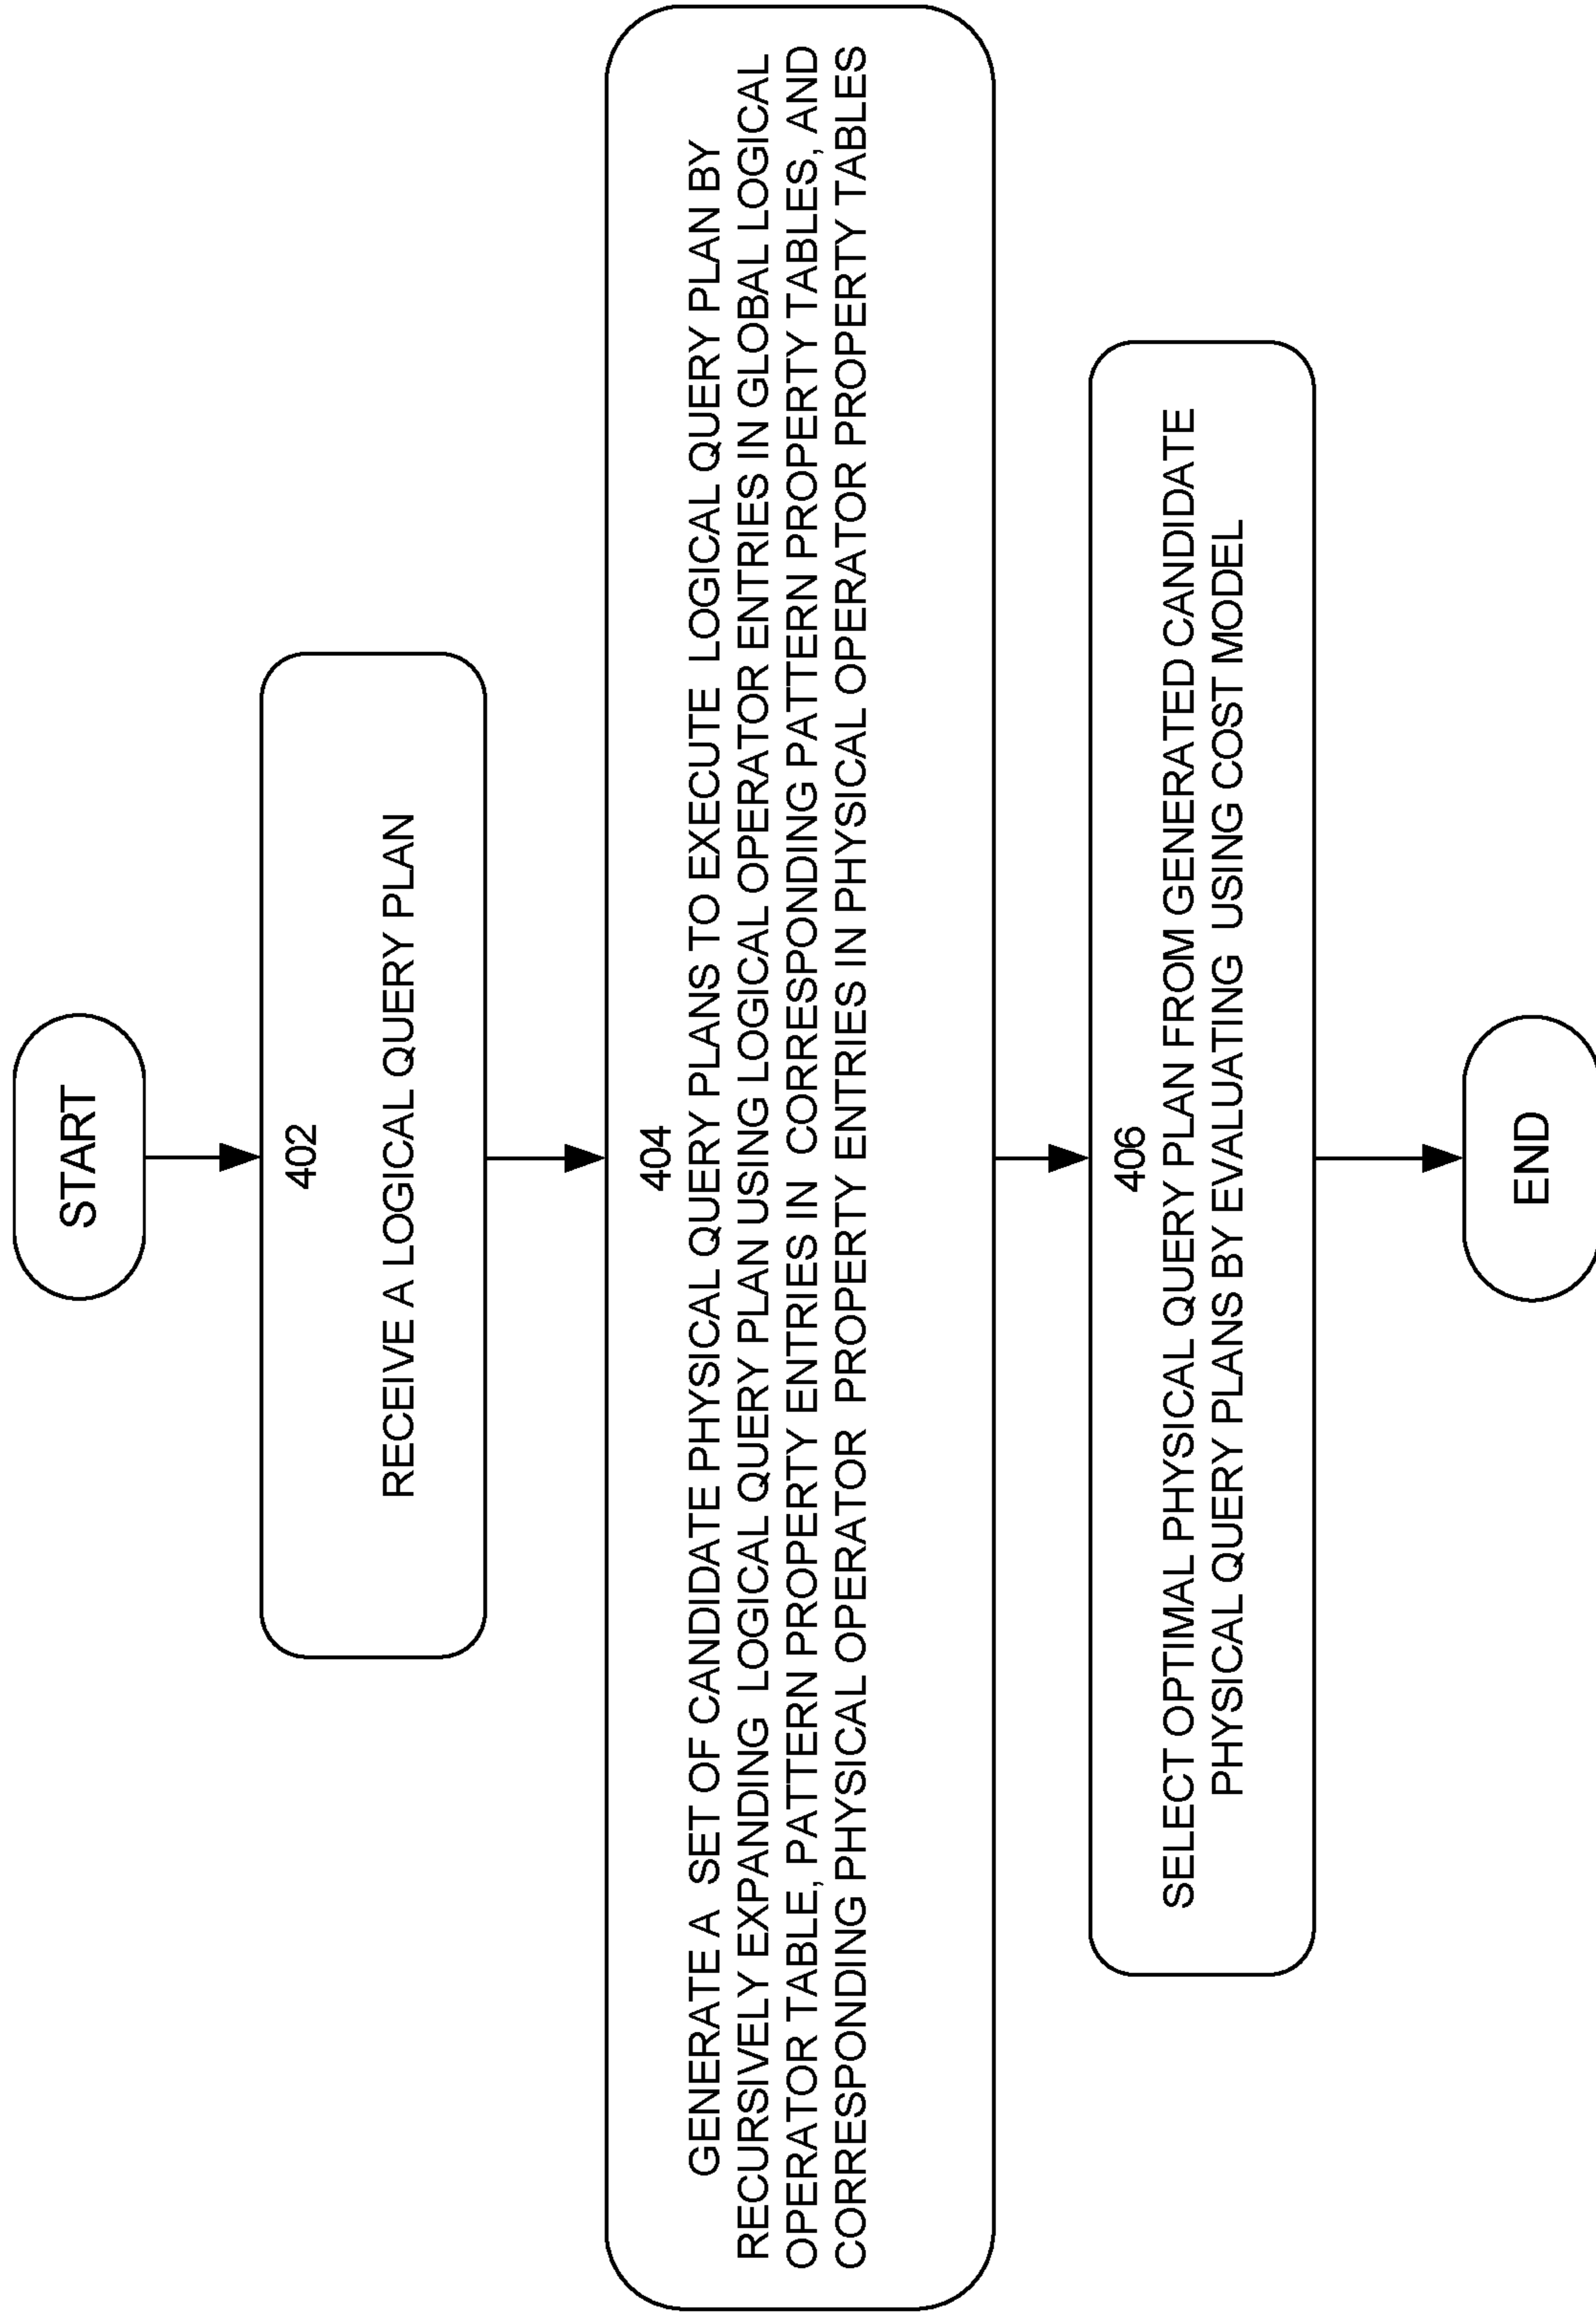 START
402
RECEIVE A LOGICAL QUERY PLAN
404
GENERATE A SET OF CANDIDATE PHYSICAL QUERY PLANS TO EXECUTE LOGICAL QUERY PLAN BY
RECURSIVELY EXPANDING LOGICAL QUERY PLAN USING LOGICAL OPERATOR ENTRIES IN GLOBAL LOGICAL
OPERATOR TABLE, PATTERN PROPERTY ENTRIES IN CORRESPONDING PATTERN PROPERTY TABLES, AND
CORRESPONDING PHYSICAL OPERATOR PROPERTY ENTRIES IN PHYSICAL OPERATOR PROPERTY TABLES
406
SELECT OPTIMAL PHYSICAL QUERY PLAN FROM GENERATED CANDIDATE
PHYSICAL QUERY PLANS BY EVALUATING USING COST MODEL
END